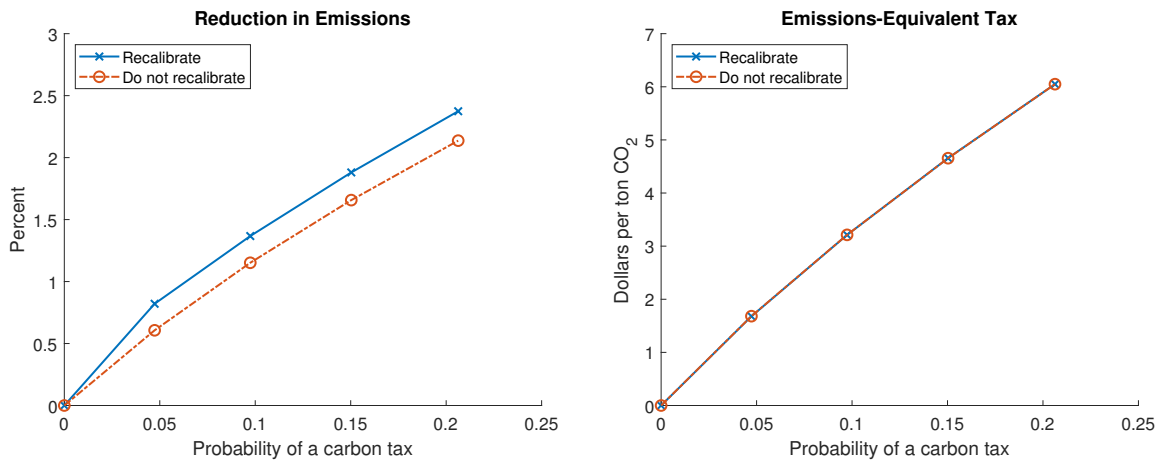 Reduction in Emissions
3
2.5
2
1.5
1
0.5
0
Percent
Recalibrate
Do not recalibrate
0
0.05
0.1
0.15
0.2
0.25
Probability of a carbon tax
Emissions-Equivalent Tax
7
6
5
4
3
2
1
0
Dollars per ton CO2
Recalibrate
Do not recalibrate
0
0.05
0.1
0.15
0.2
0.25
Probability of a carbon tax